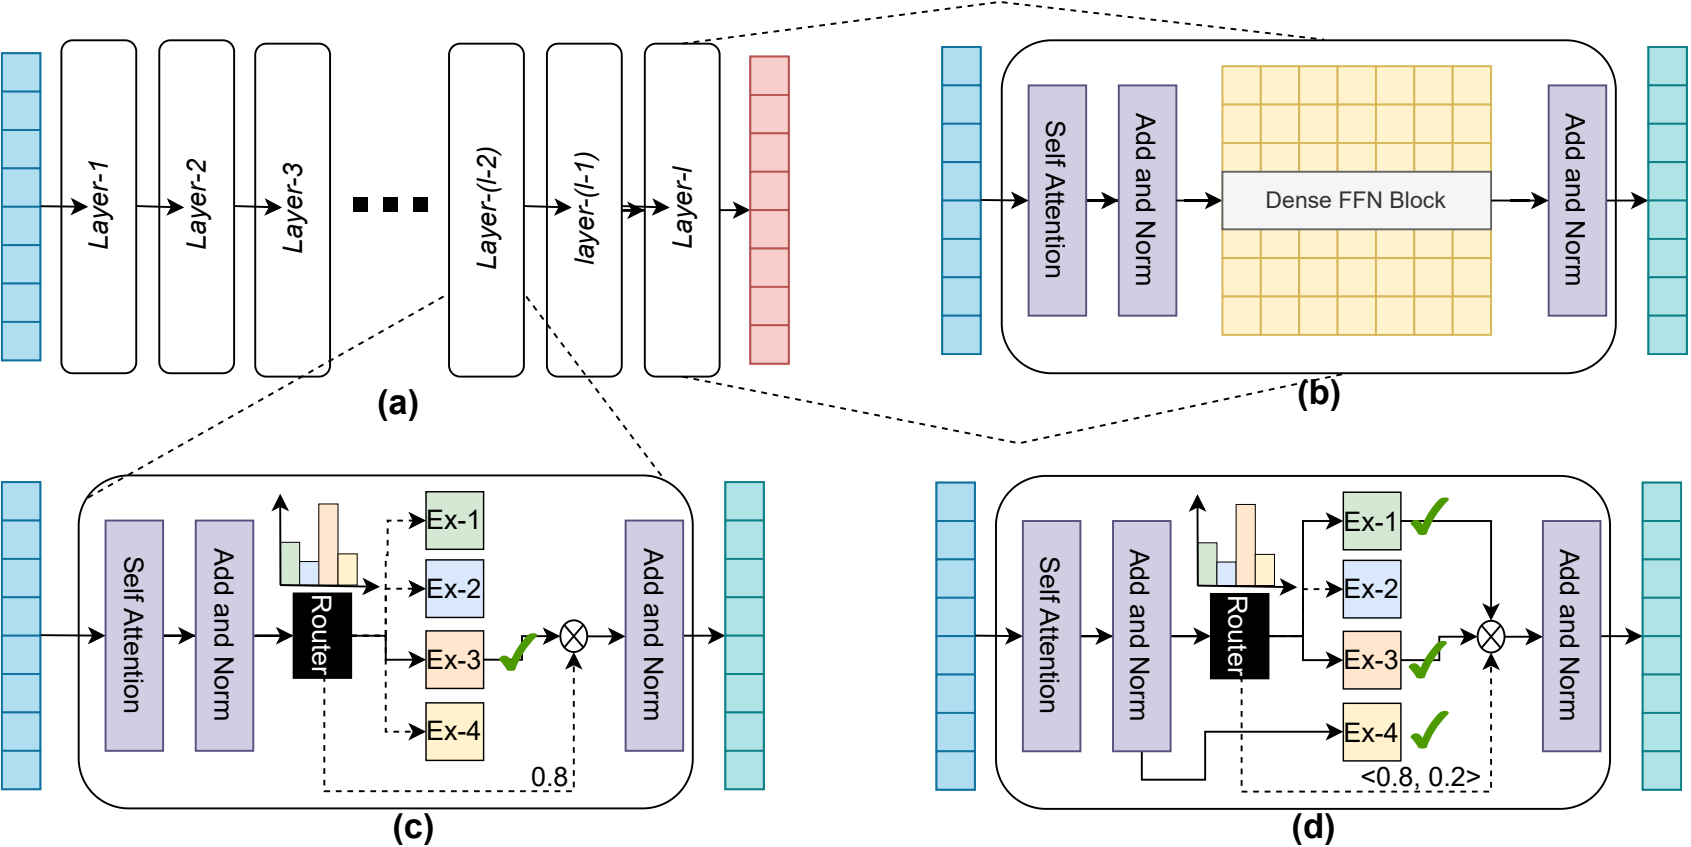 Layer-1
Layer-2
Layer-3
Layer-(l-2)
layer-(l-1)
Layer-l
(a)
Self Attention
Add and Norm
Dense FFN Block
Add and Norm
(b)
Self Attention
Add and Norm
Router
Ex-1
Ex-2
Ex-3
Ex-4
0.8
Add and Norm
(c)
Self Attention
Add and Norm
Router
Ex-1
Ex-2
Ex-3
Ex-4
<0.8, 0.2>
Add and Norm
(d)